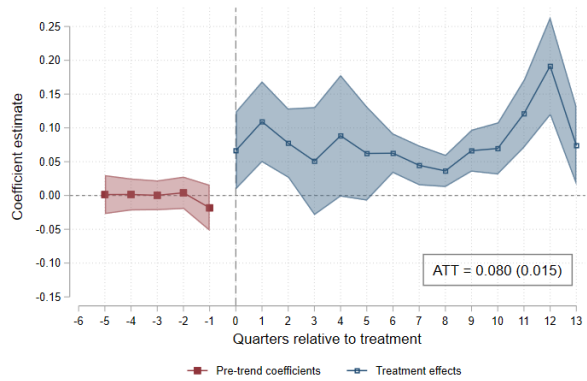 Coefficient estimate
0.25
0.20
0.15
0.10
0.05
0.00
-0.05
-0.10
-0.15
ATT = 0.080 (0.015)
-6 -5 -4 -3 -2 -1 0 1 2 3 4 5 6 7 8 9 10 11 12 13
Quarters relative to treatment
Pre-trend coefficients Treatment effects